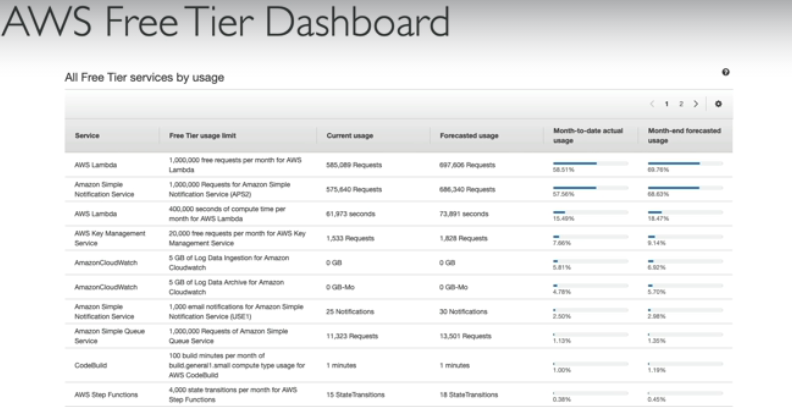 AWS Free Tier Dashboard
All Free Tier services by usage
1 2
Service Free Tier usage limit Current usage Forecasted usage Month-to-date actual usage Month-end forecasted usage
AWS Lambda 1,000,000 free requests per month for AWS Lambda 585,089 Requests 697,606 Requests 58.51% 69.76%
Amazon Simple Notification Service 1,000,000 Requests for Amazon Simple Notification Service (APS2) 575,640 Requests 686,340 Requests 57.56% 68.63%
AWS Lambda 400,000 seconds of compute time per month for AWS Lambda 61,973 seconds 73,891 seconds 15.49% 18.47%
AWS Key Management Service 20,000 free requests per month for AWS Key Management Service 1,533 Requests 1,828 Requests 7.66% 9.14%
AmazonCloudWatch 5 GB of Log Data Ingestion for Amazon Cloudwatch 0 GB 0 GB 5.81% 6.92%
AmazonCloudWatch 5 GB of Log Data Archive for Amazon Cloudwatch 0 GB-Mo 0 GB-Mo 4.78% 5.70%
Amazon Simple Notification Service 1,000 email notifications for Amazon Simple Notification Service (USE1) 25 Notifications 30 Notifications 2.50% 2.98%
Amazon Simple Queue Service 1,000,000 Requests of Amazon Simple Queue Service 11,323 Requests 13,501 Requests 1.13% 1.35%
CodeBuild 100 build minutes per month of build.general1.small compute type usage for AWS CodeBuild 1 minutes 1 minutes 1.00% 1.19%
AWS Step Functions 4,000 state transitions per month for AWS Step Functions 15 StateTransitions 18 StateTransitions 0.38% 0.45%